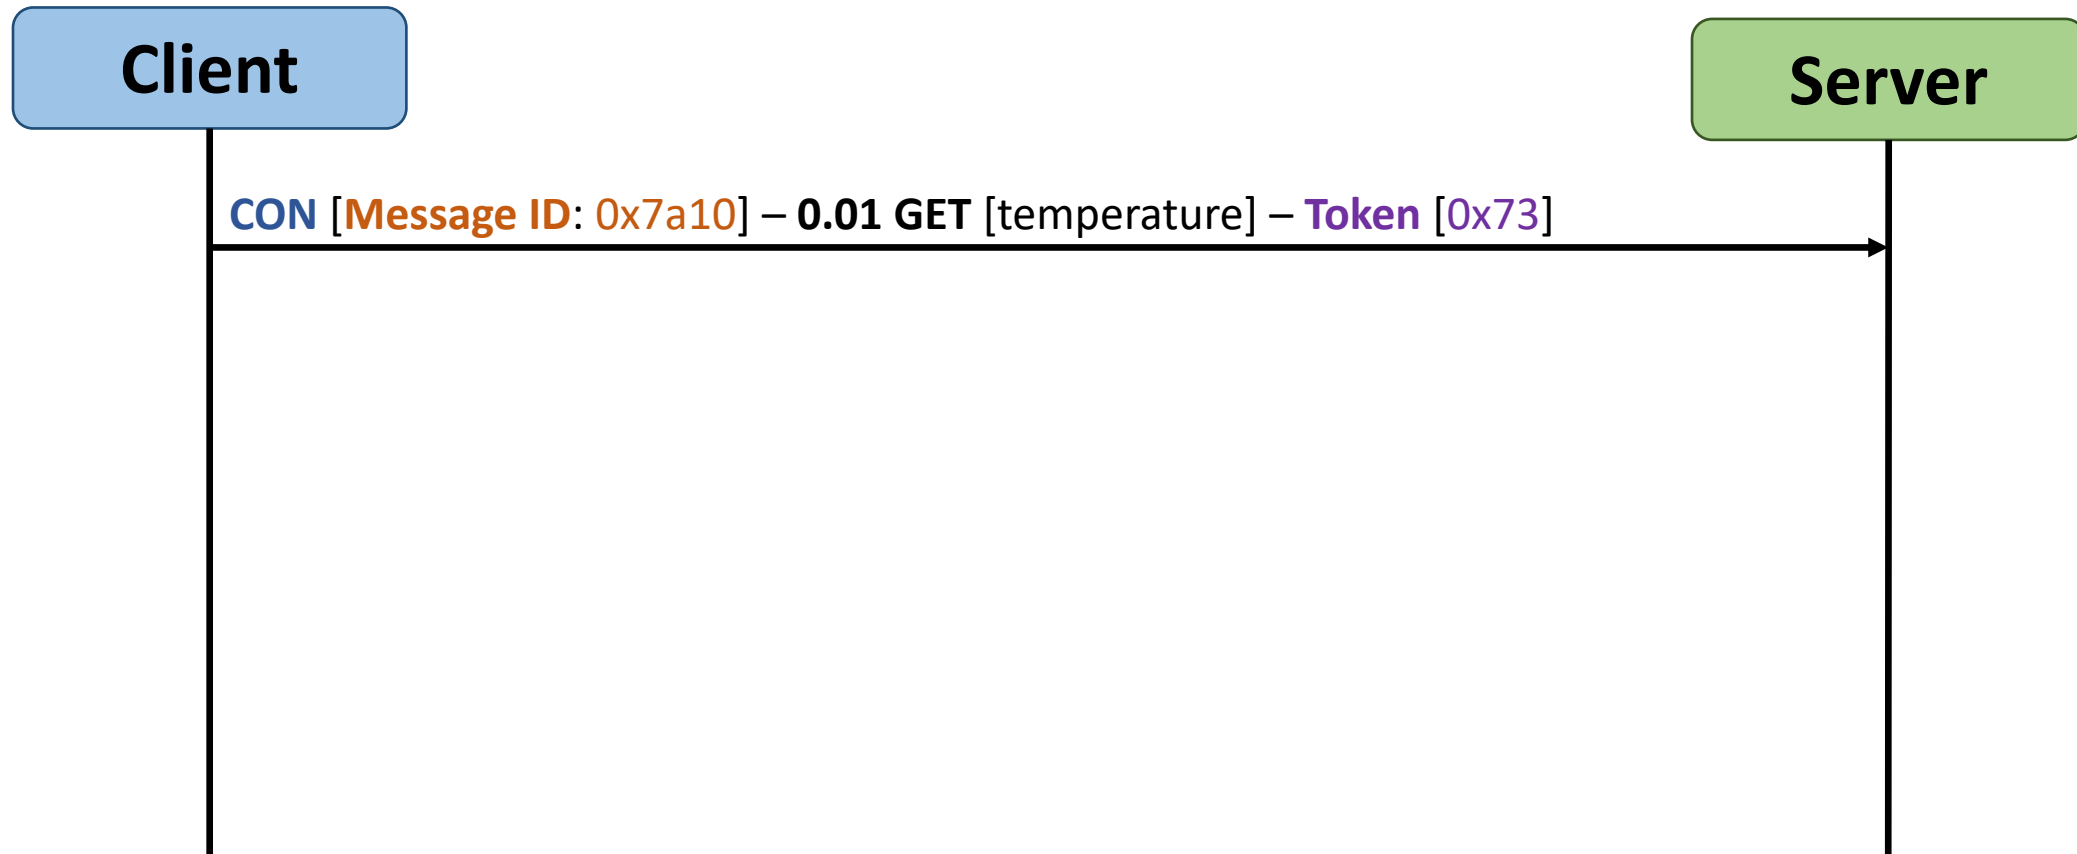 Client
Server
CON [Message ID: 0x7a10] – 0.01 GET [temperature] – Token [0x73]